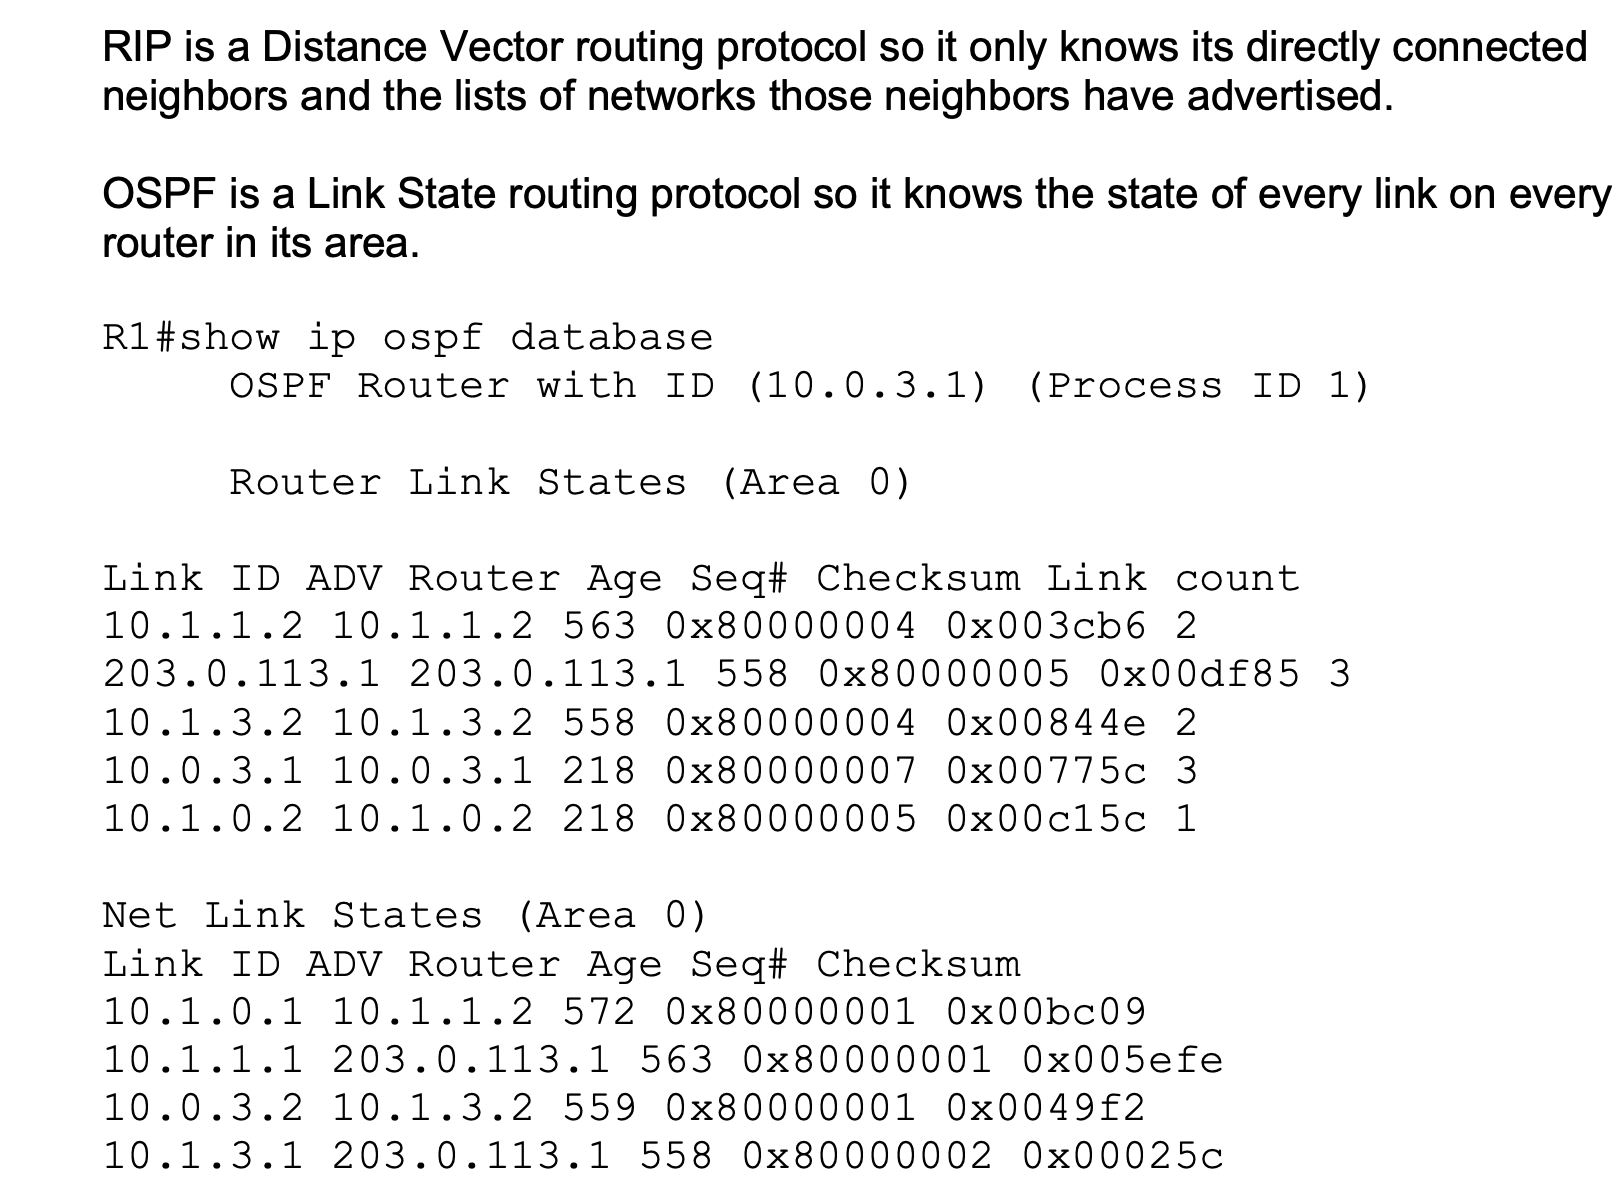 RIP is a Distance Vector routing protocol so it only knows its directly connected
neighbors and the lists of networks those neighbors have advertised.
OSPF is a Link State routing protocol so it knows the state of every link on every
router in its area.
R1#show ip ospf database
OSPF Router with ID (10.0.3.1) (Process ID 1)
Router Link States (Area 0)
Link ID ADV Router Age Seq# Checksum Link count
10.1.1.2 10.1.1.2 563 0x80000004 0x003cb6 2
203.0.113.1 203.0.113.1 558 0x80000005 0x00df85 3
10.1.3.2 10.1.3.2 558 0x80000004 0x00844e 2
10.0.3.1 10.0.3.1 218 0x80000007 0x00775c 3
10.1.0.2 10.1.0.2 218 0x80000005 0x00c15c 1
Net Link States (Area 0)
Link ID ADV Router Age Seq# Checksum
10.1.0.1 10.1.1.2 572 0x80000001 0x00bc09
10.1.1.1 203.0.113.1 563 0x80000001 0x005efe
10.0.3.2 10.1.3.2 559 0x80000001 0x0049f2
10.1.3.1 203.0.113.1 558 0x80000002 0x00025c